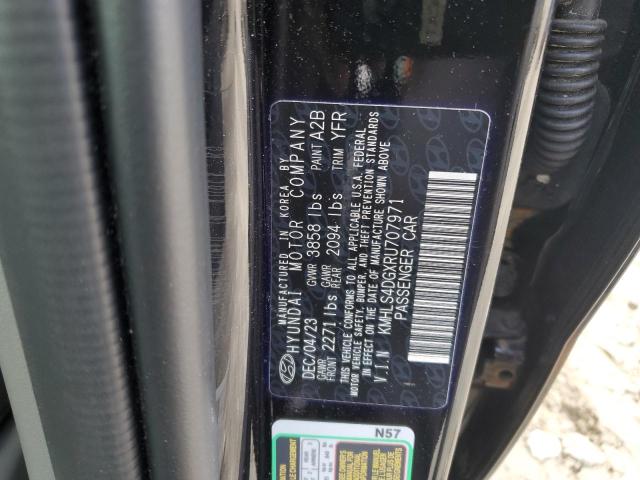 MANUFACTURED IN KOREA BY
HYUNDAI MOTOR COMPANY
DEC/04/23 GVWR 3858 lbs PAINT A2B
GAWR FRONT 2271 lbs GAWR REAR 2094 lbs TRIM YFR
THIS VEHICLE CONFORMS TO ALL APPLICABLE U.S.A. FEDERAL
MOTOR VEHICLE SAFETY, BUMPER, AND THEFT PREVENTION STANDARDS
IN EFFECT ON THE DATE OF MANUFACTURE SHOWN ABOVE
V.I.N KMHLS4DGXRU707971
PASSENGER CAR
N57